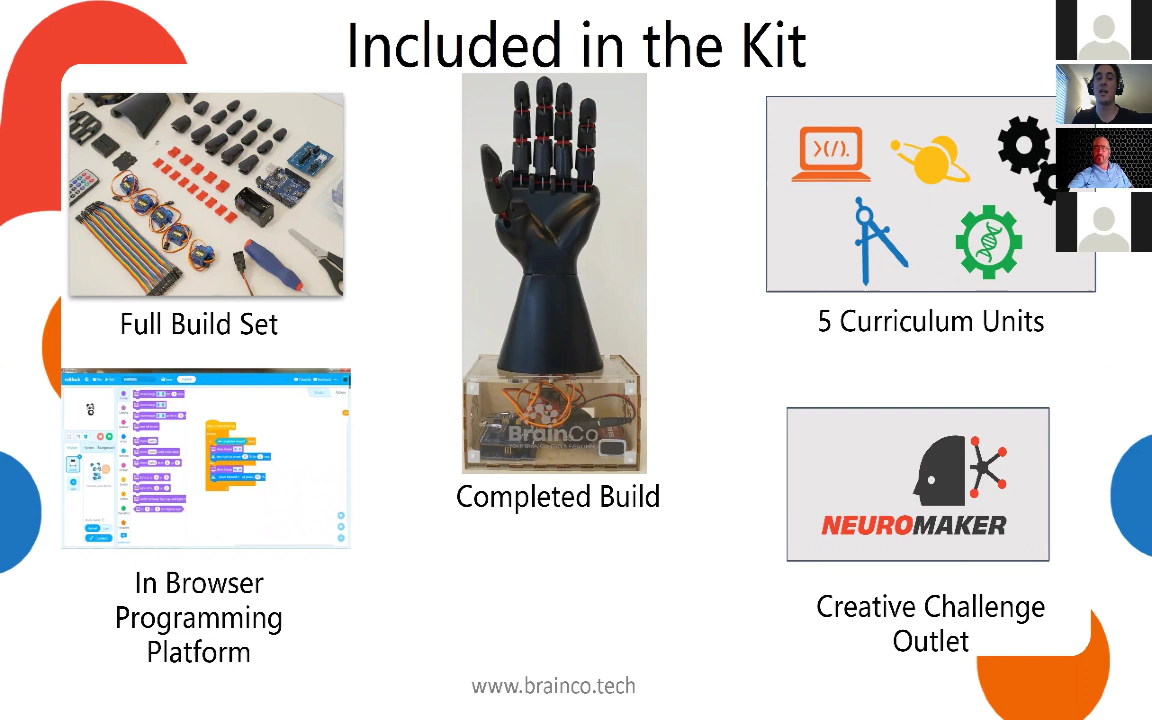 Included in the Kit
Full Build Set
BrainCo
Completed Build
5 Curriculum Units
In Browser
Programming
Platform
NEUROMAKER
Creative Challenge
Outlet
www.brainco.tech